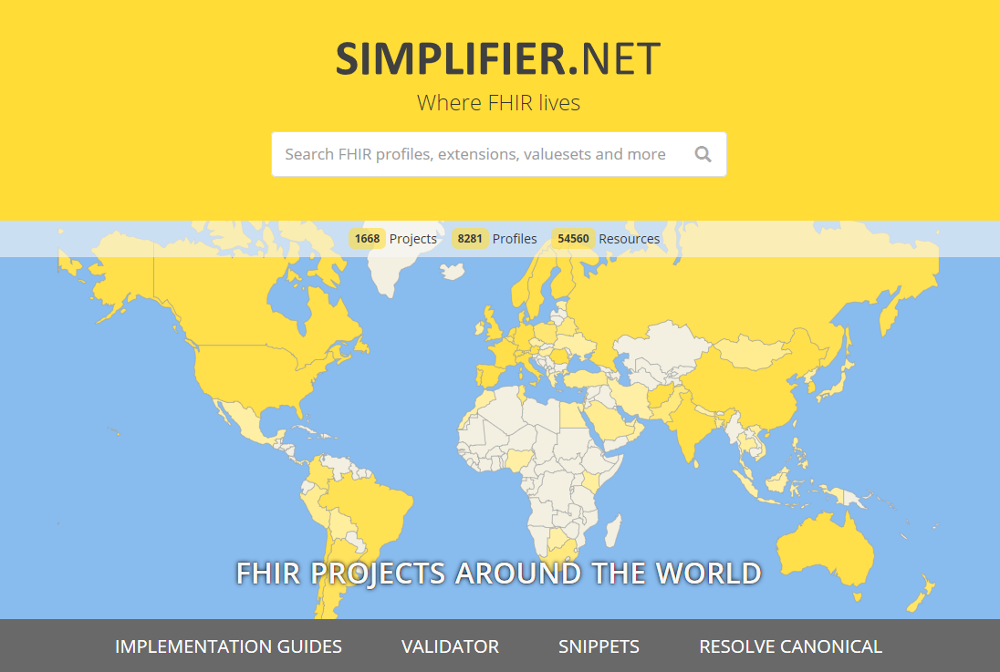 SIMPLIFIER.NET
Where FHIR lives
Search FHIR profiles, extensions, valuesets and more
1668 Projects 8281 Profiles 54560 Resources
FHIR PROJECTS AROUND THE WORLD
IMPLEMENTATION GUIDES VALIDATOR SNIPPETS RESOLVE CANONICAL